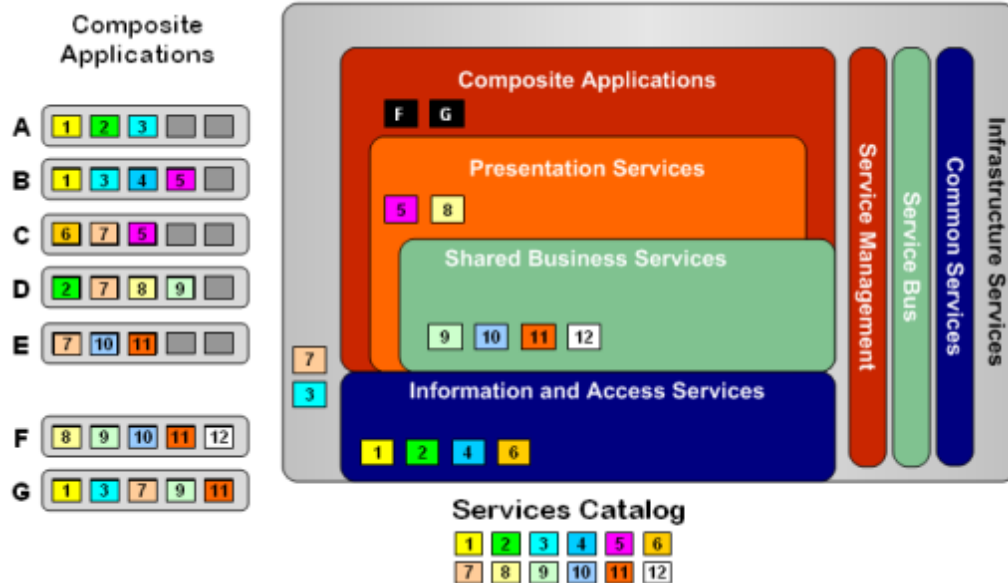 Composite
Applications
A 1 2 3
B 1 3 4 5
C 6 7 5
D 2 7 8 9
E 7 10 11
F 8 9 10 11 12
G 1 3 7 9 11
Composite Applications
F G
Presentation Services
5 8
Shared Business Services
9 10 11 12
7
3
Information and Access Services
1 2 4 6
Service Management
Service Bus
Common Services
Infrastructure Services
Services Catalog
1 2 3 4 5 6
7 8 9 10 11 12